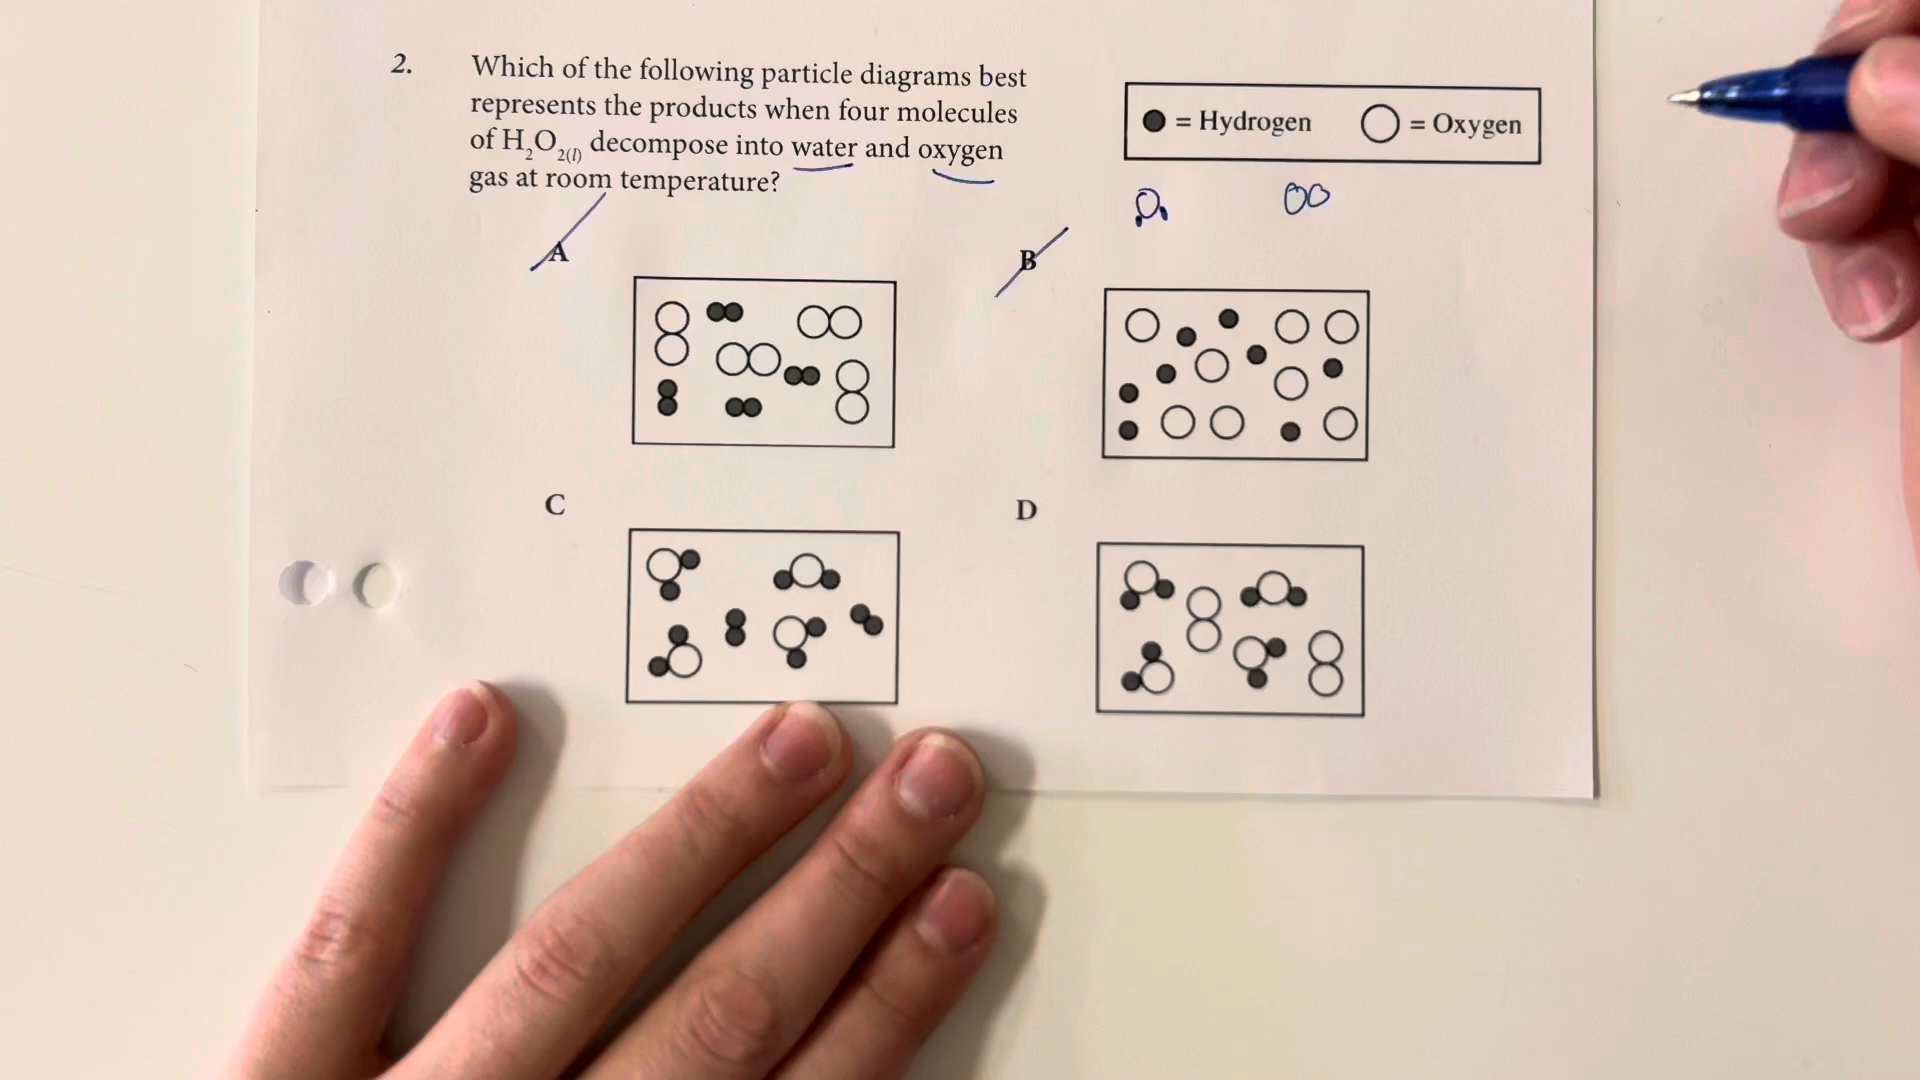 2. Which of the following particle diagrams best
represents the products when four molecules
of H₂O₂(l) decompose into water and oxygen
gas at room temperature?
= Hydrogen = Oxygen
A
B
C
D